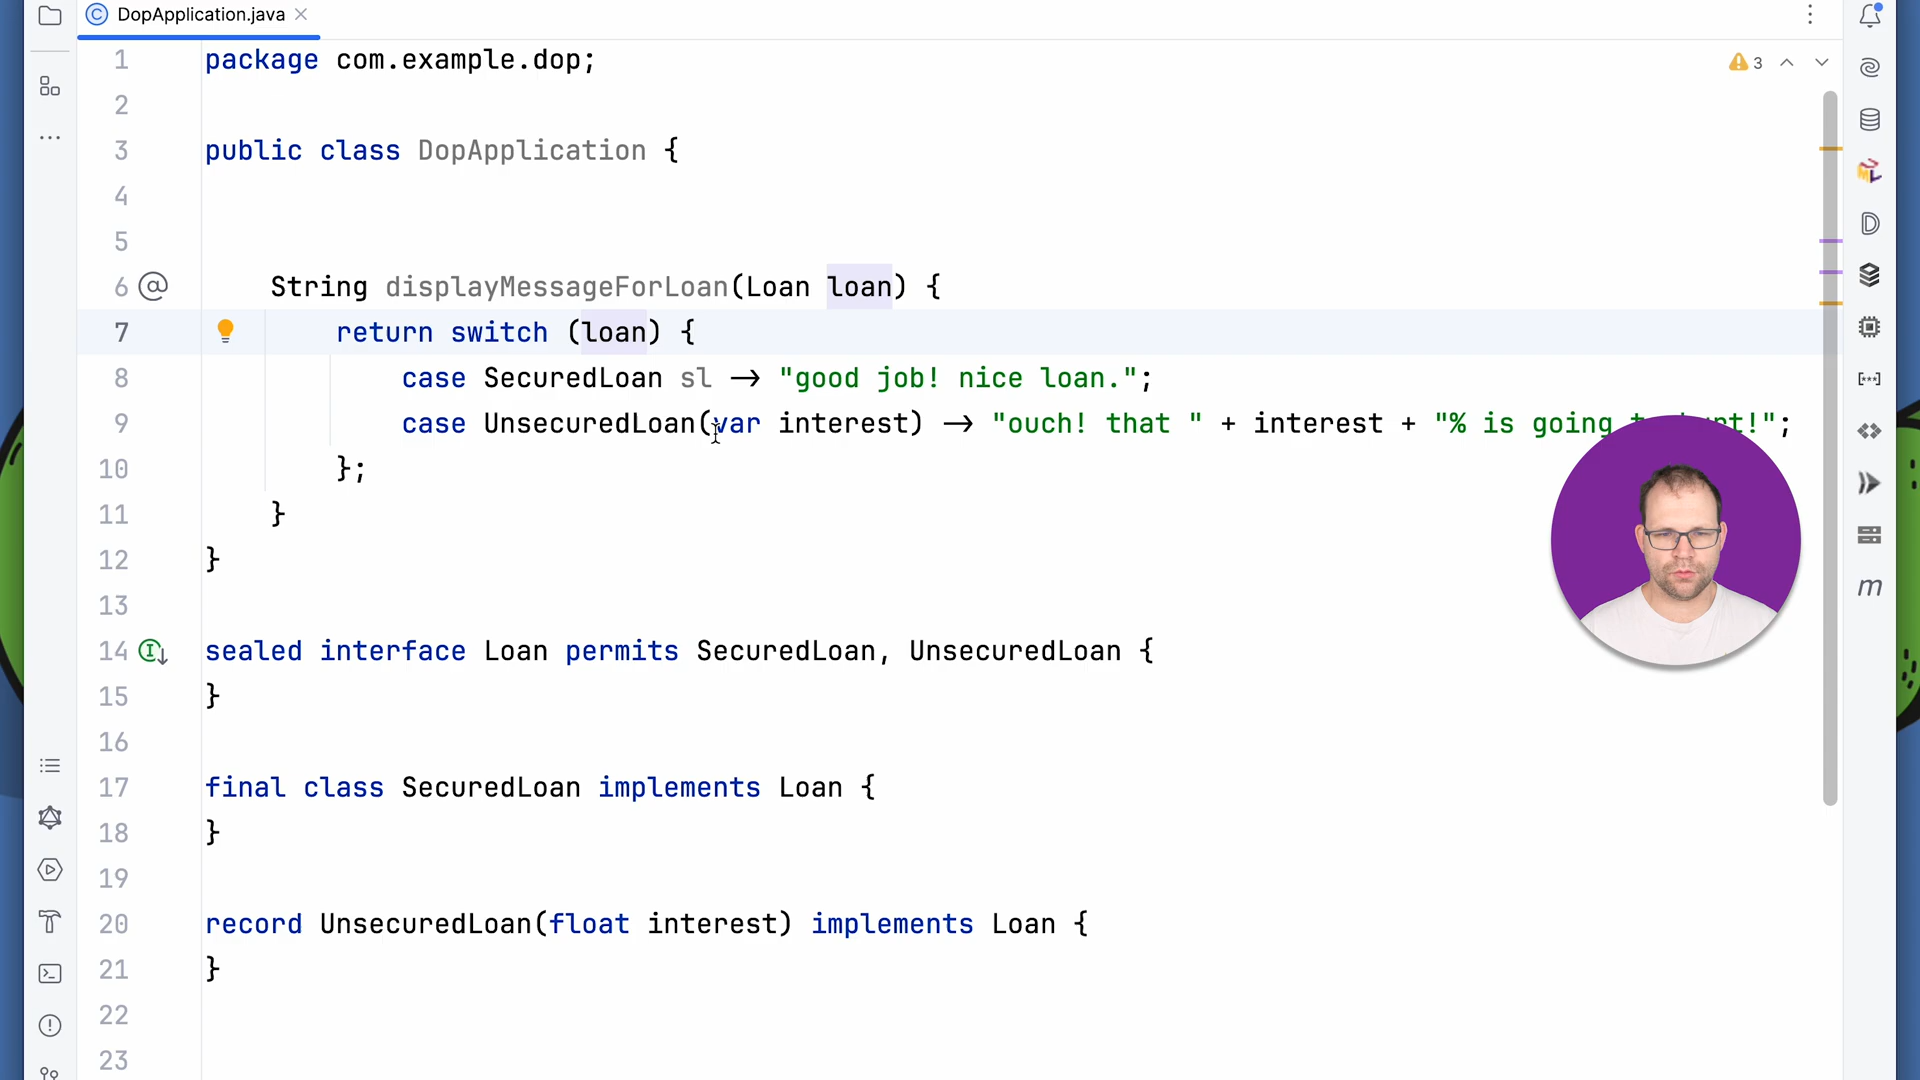 DopApplication.java
1 package com.example.dop;
3
2
3 public class DopApplication {
4
5
6 String displayMessageForLoan(Loan loan) {
7 return switch (loan) {
8 case SecuredLoan sl -> "good job! nice loan.";
9 case UnsecuredLoan(var interest) -> "ouch! that " + interest + "% is going
10 };
11 }
12 }
13
14 sealed interface Loan permits SecuredLoan, UnsecuredLoan {
15 }
16
17 final class SecuredLoan implements Loan {
18 }
19
20 record UnsecuredLoan(float interest) implements Loan {
21 }
22
23